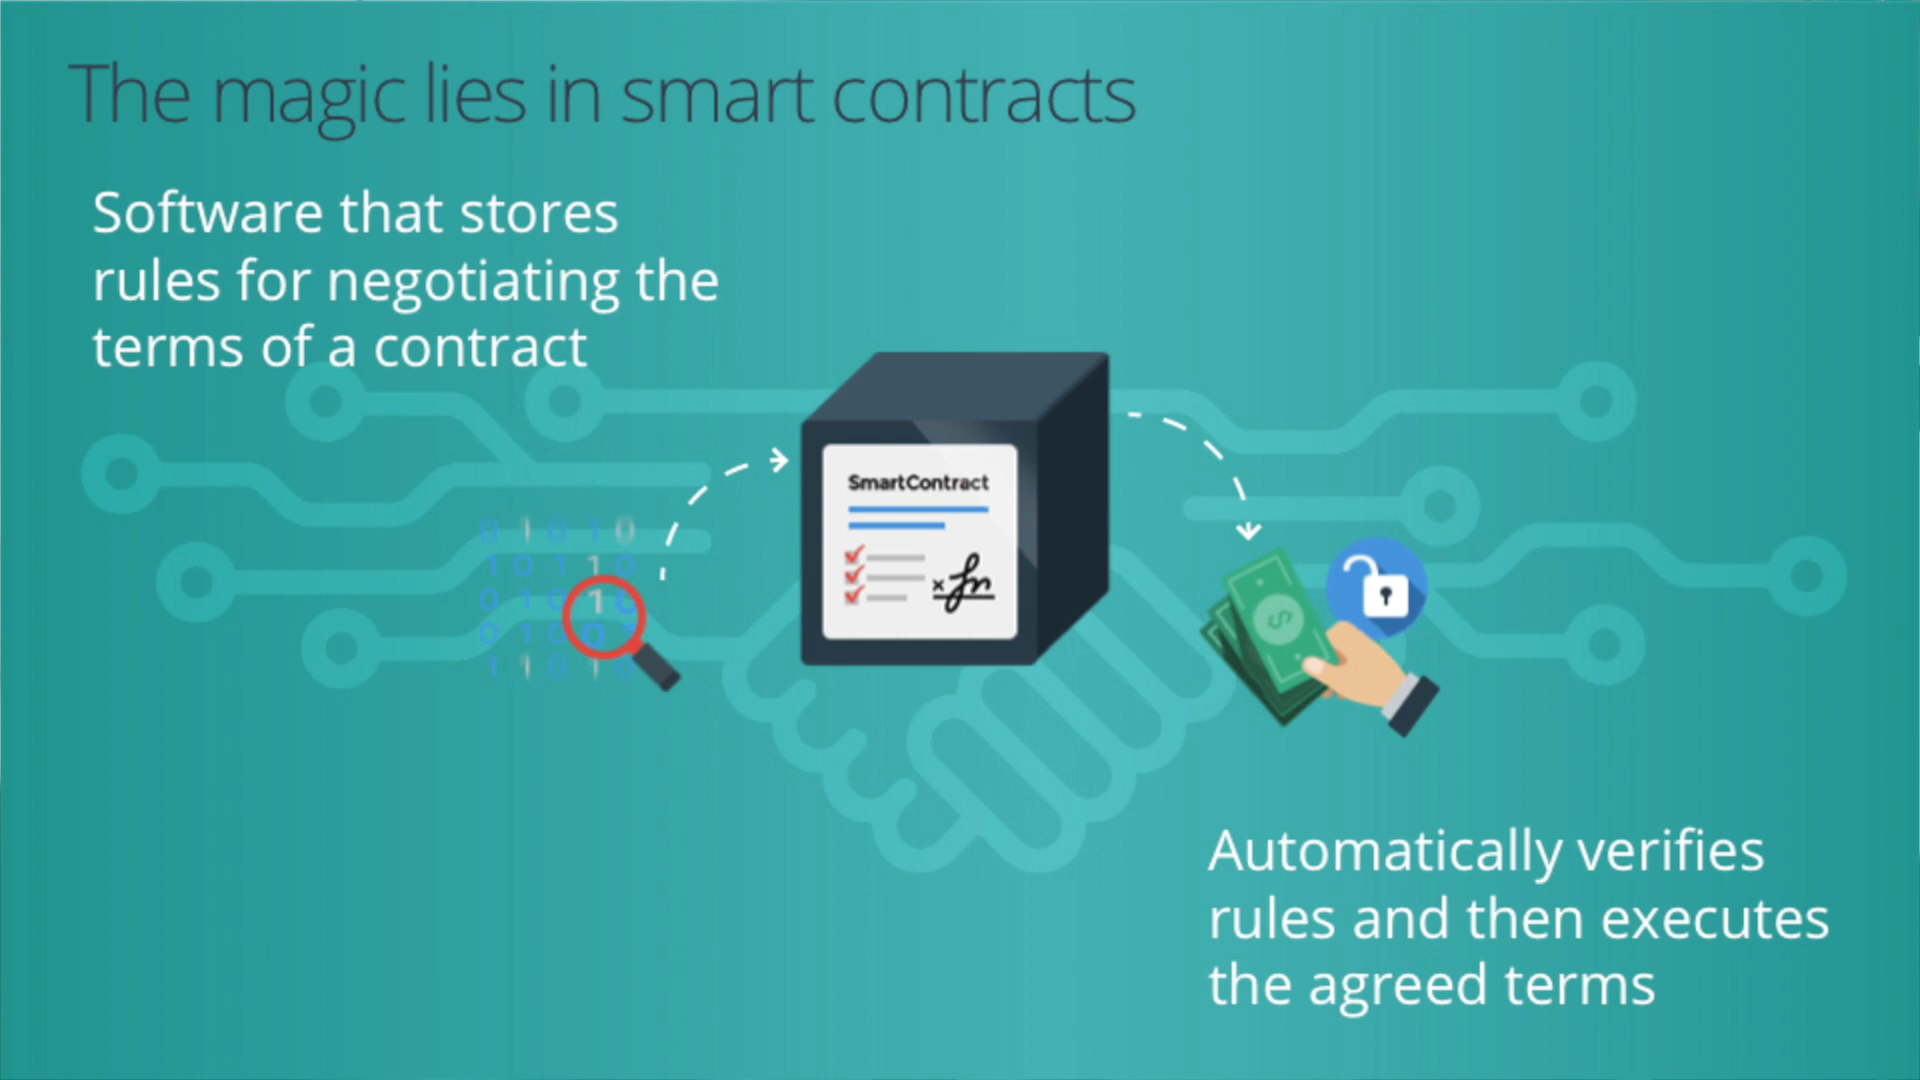 The magic lies in smart contracts
Software that stores
rules for negotiating the
terms of a contract
SmartContract
Automatically verifies
rules and then executes
the agreed terms